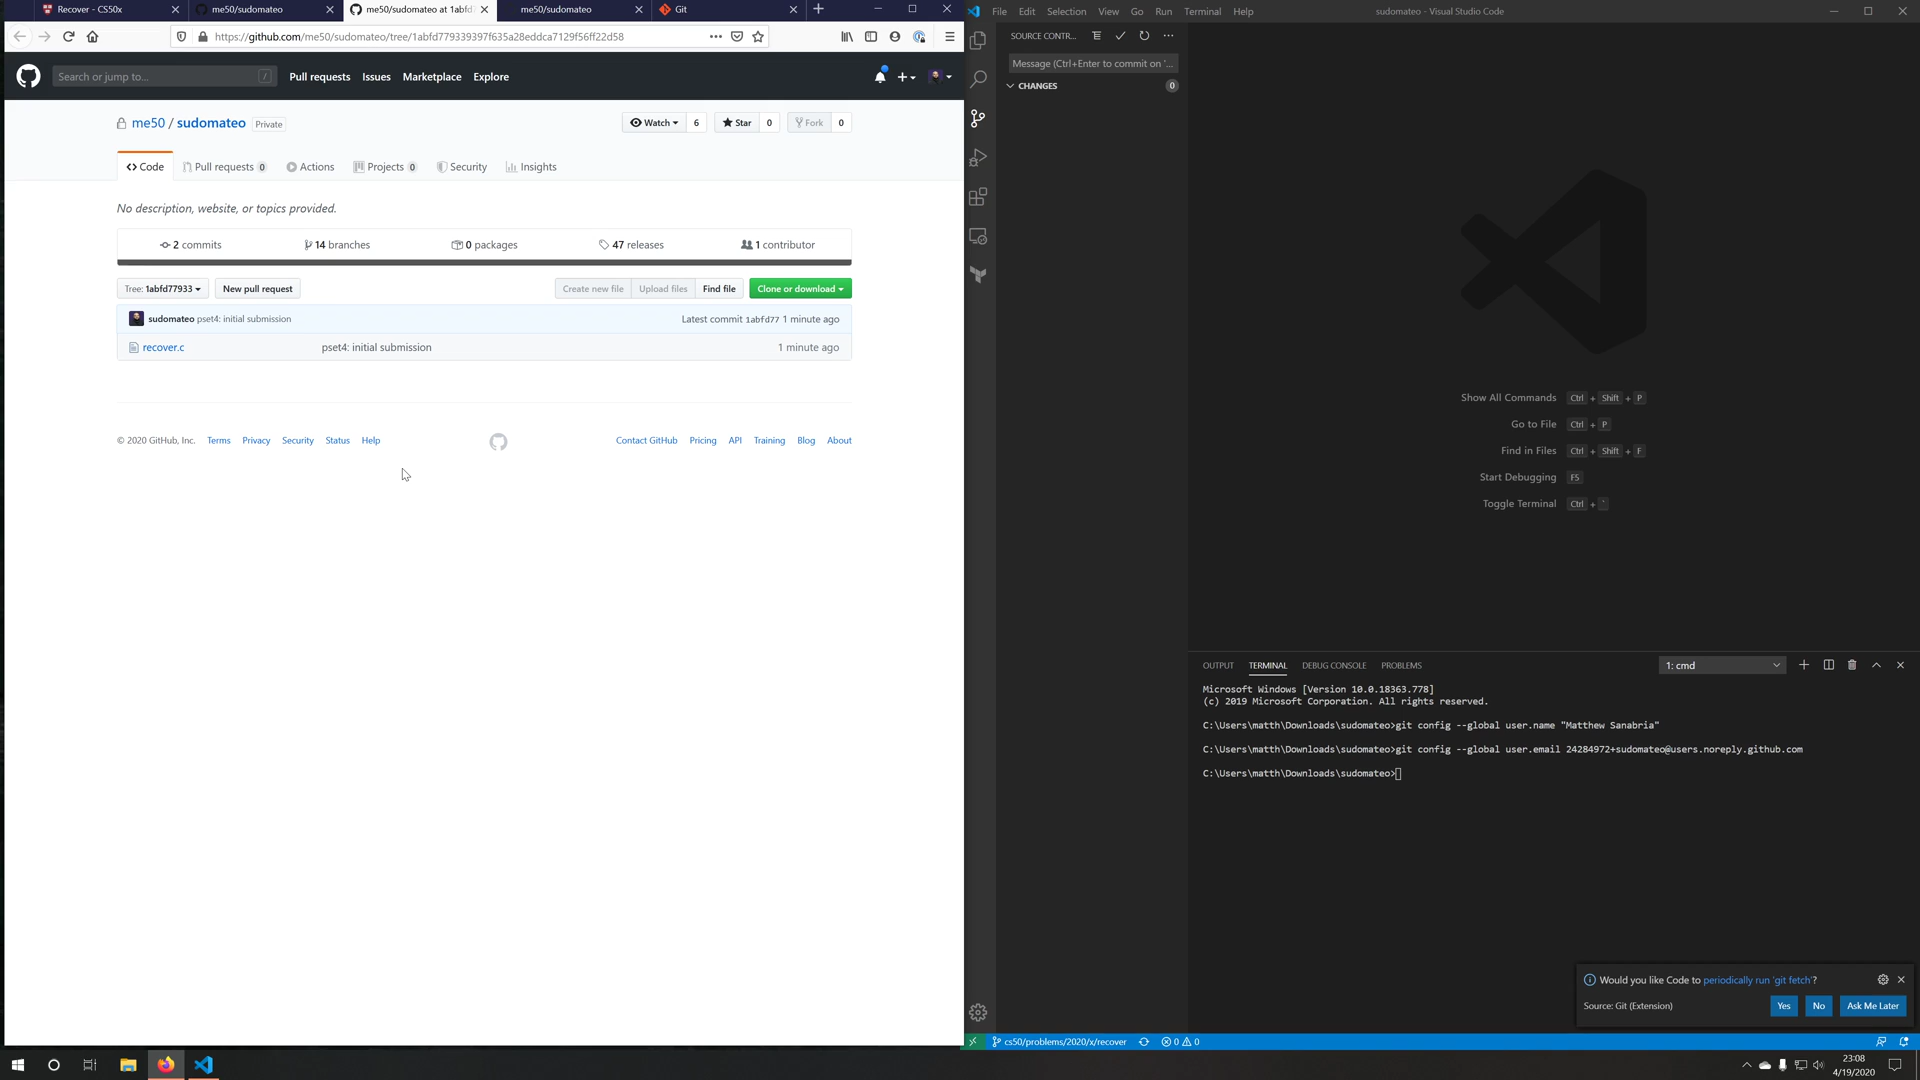 Recover - CS50x
me50/sudomateo
me50/sudomateo at 1abfd
me50/sudomateo
Git
https://github.com/me50/sudomateo/tree/1abfd779339397f635a28eddca7129f56ff22d58
Search or jump to...
/
Pull requests
Issues
Marketplace
Explore
me50 / sudomateo
Private
Watch
6
Star
0
Fork
0
Code
Pull requests 0
Actions
Projects 0
Security
Insights
No description, website, or topics provided.
2 commits
14 branches
0 packages
47 releases
1 contributor
Tree: 1abfd77933
New pull request
Create new file
Upload files
Find file
Clone or download
sudomateo pset4: initial submission
Latest commit 1abfd77 1 minute ago
recover.c
pset4: initial submission
1 minute ago
© 2020 GitHub, Inc.
Terms
Privacy
Security
Status
Help
Contact GitHub
Pricing
API
Training
Blog
About
File
Edit
Selection
View
Go
Run
Terminal
Help
sudomateo - Visual Studio Code
SOURCE CONTR...
Message (Ctrl+Enter to commit on '...
CHANGES
0
Show All Commands Ctrl + Shift + P
Go to File Ctrl + P
Find in Files Ctrl + Shift + F
Start Debugging F5
Toggle Terminal Ctrl + `
OUTPUT
TERMINAL
DEBUG CONSOLE
PROBLEMS
1: cmd
Microsoft Windows [Version 10.0.18363.778]
(c) 2019 Microsoft Corporation. All rights reserved.
C:\Users\matth\Downloads\sudomateo>git config --global user.name "Matthew Sanabria"
C:\Users\matth\Downloads\sudomateo>git config --global user.email 24284972+sudomateo@users.noreply.github.com
C:\Users\matth\Downloads\sudomateo>
Would you like Code to periodically run 'git fetch'?
Source: Git (Extension)
Yes
No
Ask Me Later
cs50/problems/2020/x/recover
0
0
23:08
4/19/2020